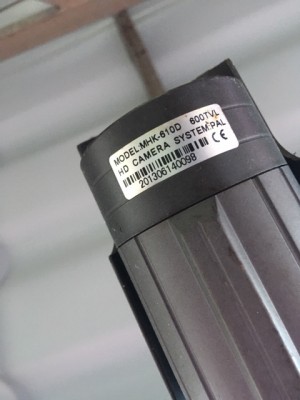 MODEL:MHK-610D 600TVL
HD CAMERA SYSTEM:PAL
201306140098 CE